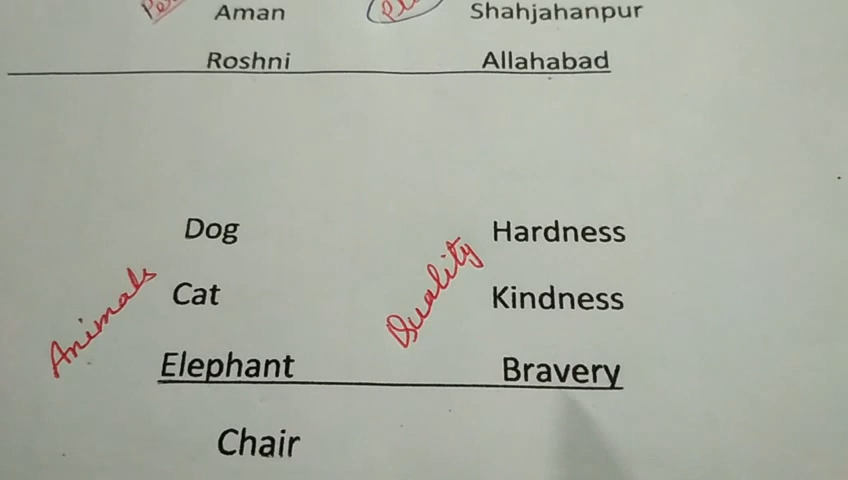 Aman Shahjahanpur
Roshni Allahabad
Dog Hardness
Animals Cat Quality Kindness
Elephant Bravery
Chair